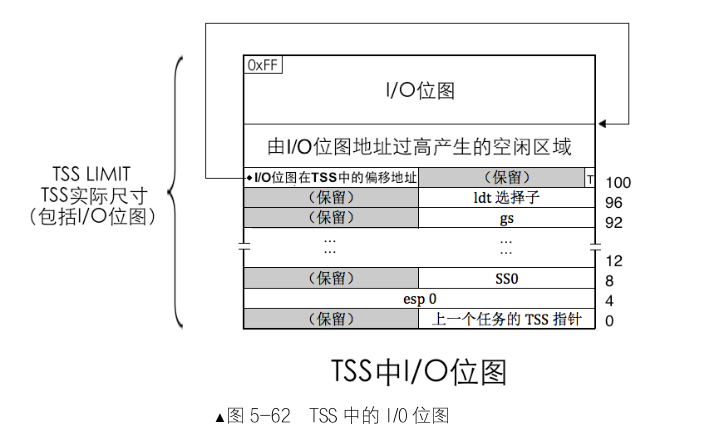 0xFF
I/O位图
由I/O位图地址过高产生的空闲区域
I/O位图在TSS中的偏移地址 （保留） T 100
（保留） ldt 选择子 96
（保留） gs 92
... ...
... ... 12
（保留） SS0 8
esp 0 4
（保留） 上一个任务的 TSS 指针 0
TSS LIMIT
TSS实际尺寸
（包括I/O位图）
TSS中I/O位图
▲图 5-62 TSS 中的 I/0 位图